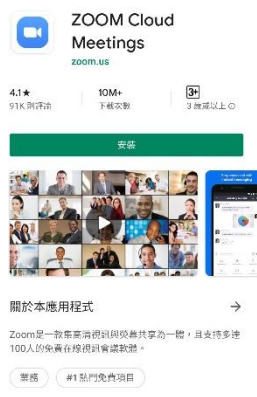 ZOOM Cloud
Meetings
zoom.us
4.1★
10M+
3+
91K 則評論
下載次數
3 歲或以上
安裝
關於本應用程式
Zoom是一款集高清視訊與熒幕共享為一體，且支持多達
100人的免費在線視訊會議軟體。
業務
#1 熱門免費項目